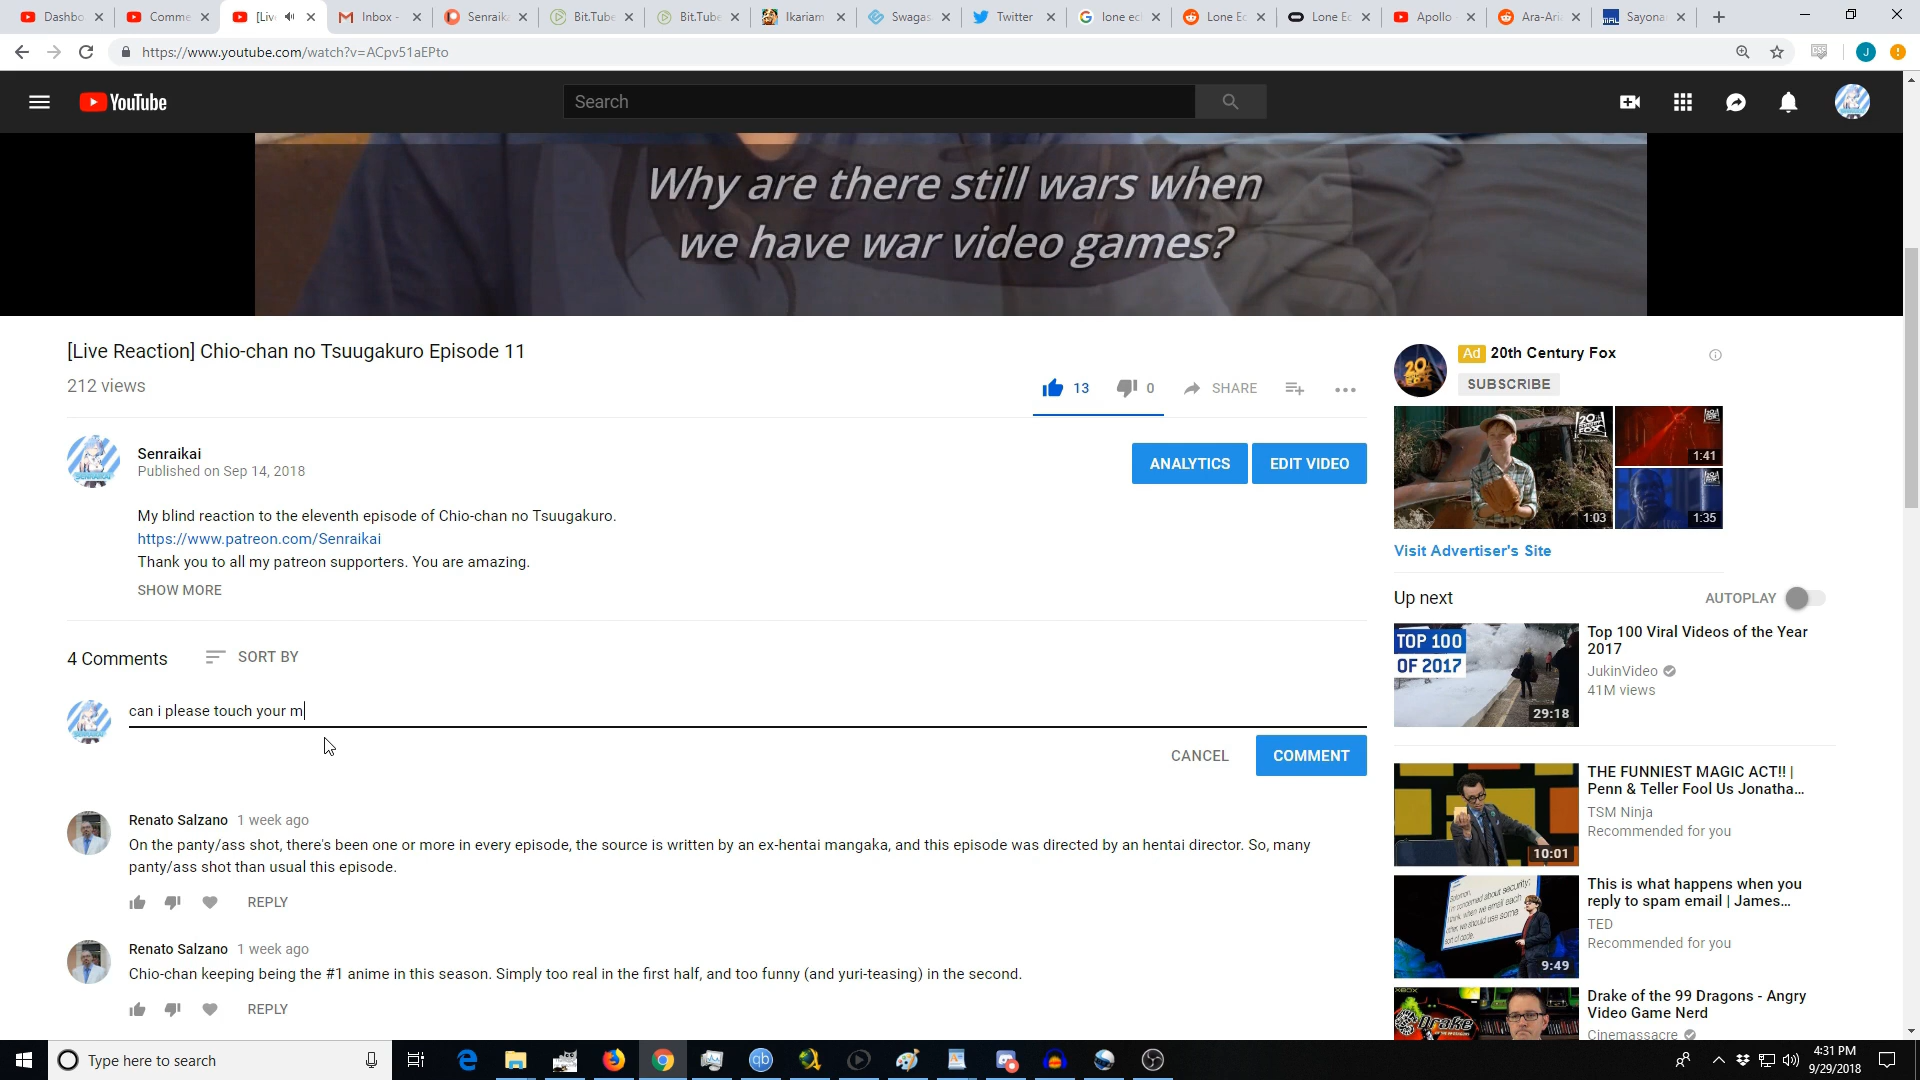 Dashbo
Comme
[Liv
Inbox -
Senraik
Bit.Tube
Bit.Tube
Ikariam
Swagas
Twitter
lone ec
Lone Ec
Lone Ec
Apollo
Ara-Ari
Sayona
https://www.youtube.com/watch?v=ACpv51aEPto
J
YouTube
Search
Why are there still wars when
we have war video games?
[Live Reaction] Chio-chan no Tsuugakuro Episode 11
212 views
13
0
SHARE
Senraikai
Published on Sep 14, 2018
ANALYTICS
EDIT VIDEO
My blind reaction to the eleventh episode of Chio-chan no Tsuugakuro.
https://www.patreon.com/Senraikai
Thank you to all my patreon supporters. You are amazing.
SHOW MORE
4 Comments
SORT BY
can i please touch your m
CANCEL
COMMENT
Renato Salzano 1 week ago
On the panty/ass shot, there's been one or more in every episode, the source is written by an ex-hentai mangaka, and this episode was directed by an hentai director. So, many
panty/ass shot than usual this episode.
REPLY
Renato Salzano 1 week ago
Chio-chan keeping being the #1 anime in this season. Simply too real in the first half, and too funny (and yuri-teasing) in the second.
REPLY
Ad 20th Century Fox
SUBSCRIBE
1:03
1:41
1:35
Visit Advertiser's Site
Up next
AUTOPLAY
TOP 100
OF 2017
29:18
Top 100 Viral Videos of the Year
2017
JukinVideo
41M views
10:01
THE FUNNIEST MAGIC ACT!! |
Penn & Teller Fool Us Jonatha...
TSM Ninja
Recommended for you
9:49
This is what happens when you
reply to spam email | James...
TED
Recommended for you
Drake of the 99 Dragons - Angry
Video Game Nerd
Cinemassacre
Type here to search
4:31 PM
9/29/2018